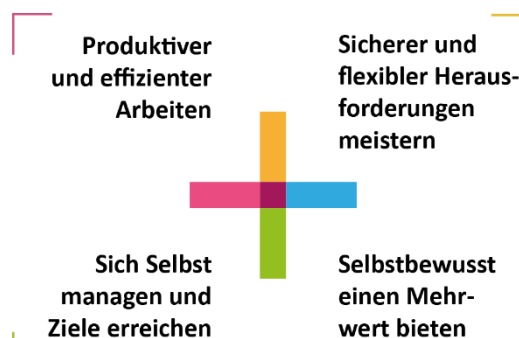 Produktiver
und effizienter
Arbeiten
Sicherer und
flexibler Heraus-
forderungen
meistern
Sich Selbst
managen und
Ziele erreichen
Selbstbewusst
einen Mehr-
wert bieten